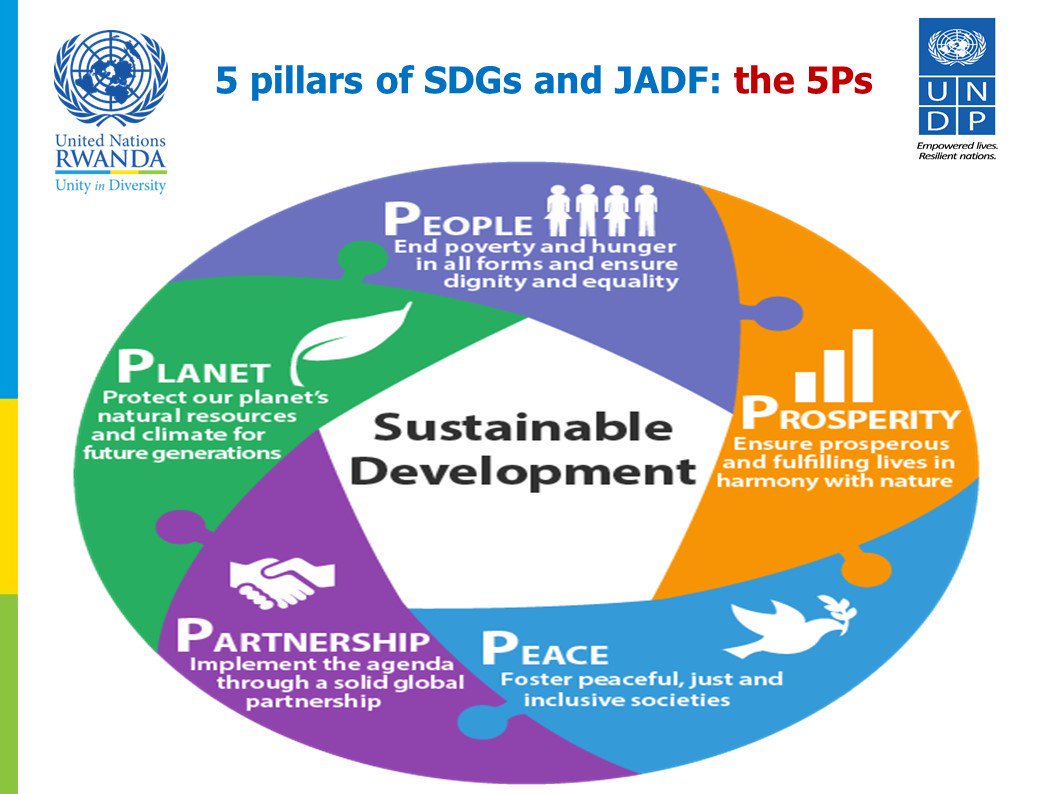 5 pillars of SDGs and JADF: the 5Ps
United Nations
RWANDA
Unity in Diversity
U N
D P
Empowered lives.
Resilient nations.
PEOPLE
End poverty and hunger
in all forms and ensure
dignity and equality
PROSPERITY
Ensure prosperous
and fulfilling lives in
harmony with nature
PEACE
Foster peaceful, just and
inclusive societies
PARTNERSHIP
Implement the agenda
through a solid global
partnership
PLANET
Protect our planet's
natural resources
and climate for
future generations
Sustainable
Development